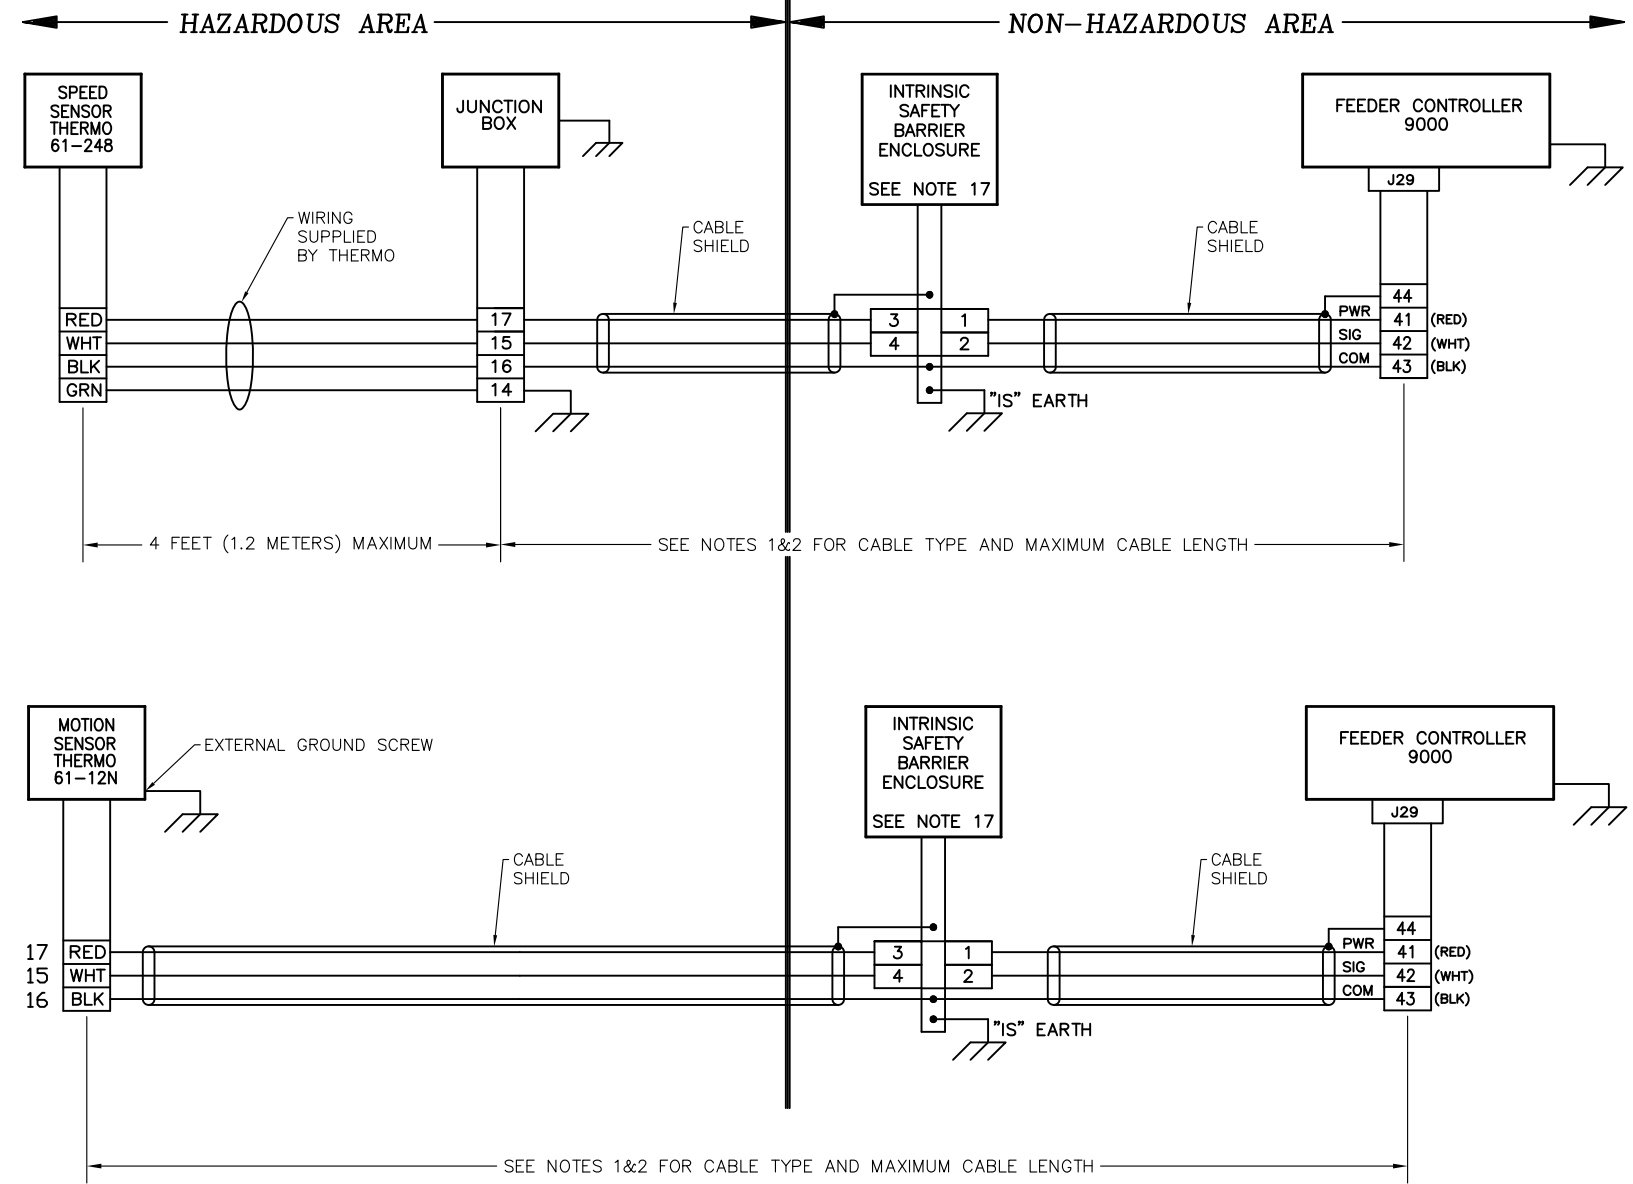 HAZARDOUS AREA
NON-HAZARDOUS AREA
SPEED
SENSOR
THERMO
61-248
JUNCTION
BOX
INTRINSIC
SAFETY
BARRIER
ENCLOSURE
SEE NOTE 17
FEEDER CONTROLLER
9000
J29
WIRING
SUPPLIED
BY THERMO
CABLE
SHIELD
CABLE
SHIELD
RED
WHT
BLK
GRN
17
15
16
14
3
4
1
2
"IS" EARTH
PWR
SIG
COM
44
41 (RED)
42 (WHT)
43 (BLK)
4 FEET (1.2 METERS) MAXIMUM
SEE NOTES 1&2 FOR CABLE TYPE AND MAXIMUM CABLE LENGTH
MOTION
SENSOR
THERMO
61-12N
EXTERNAL GROUND SCREW
INTRINSIC
SAFETY
BARRIER
ENCLOSURE
SEE NOTE 17
FEEDER CONTROLLER
9000
J29
CABLE
SHIELD
CABLE
SHIELD
17 RED
15 WHT
16 BLK
3
4
1
2
"IS" EARTH
PWR
SIG
COM
44
41 (RED)
42 (WHT)
43 (BLK)
SEE NOTES 1&2 FOR CABLE TYPE AND MAXIMUM CABLE LENGTH